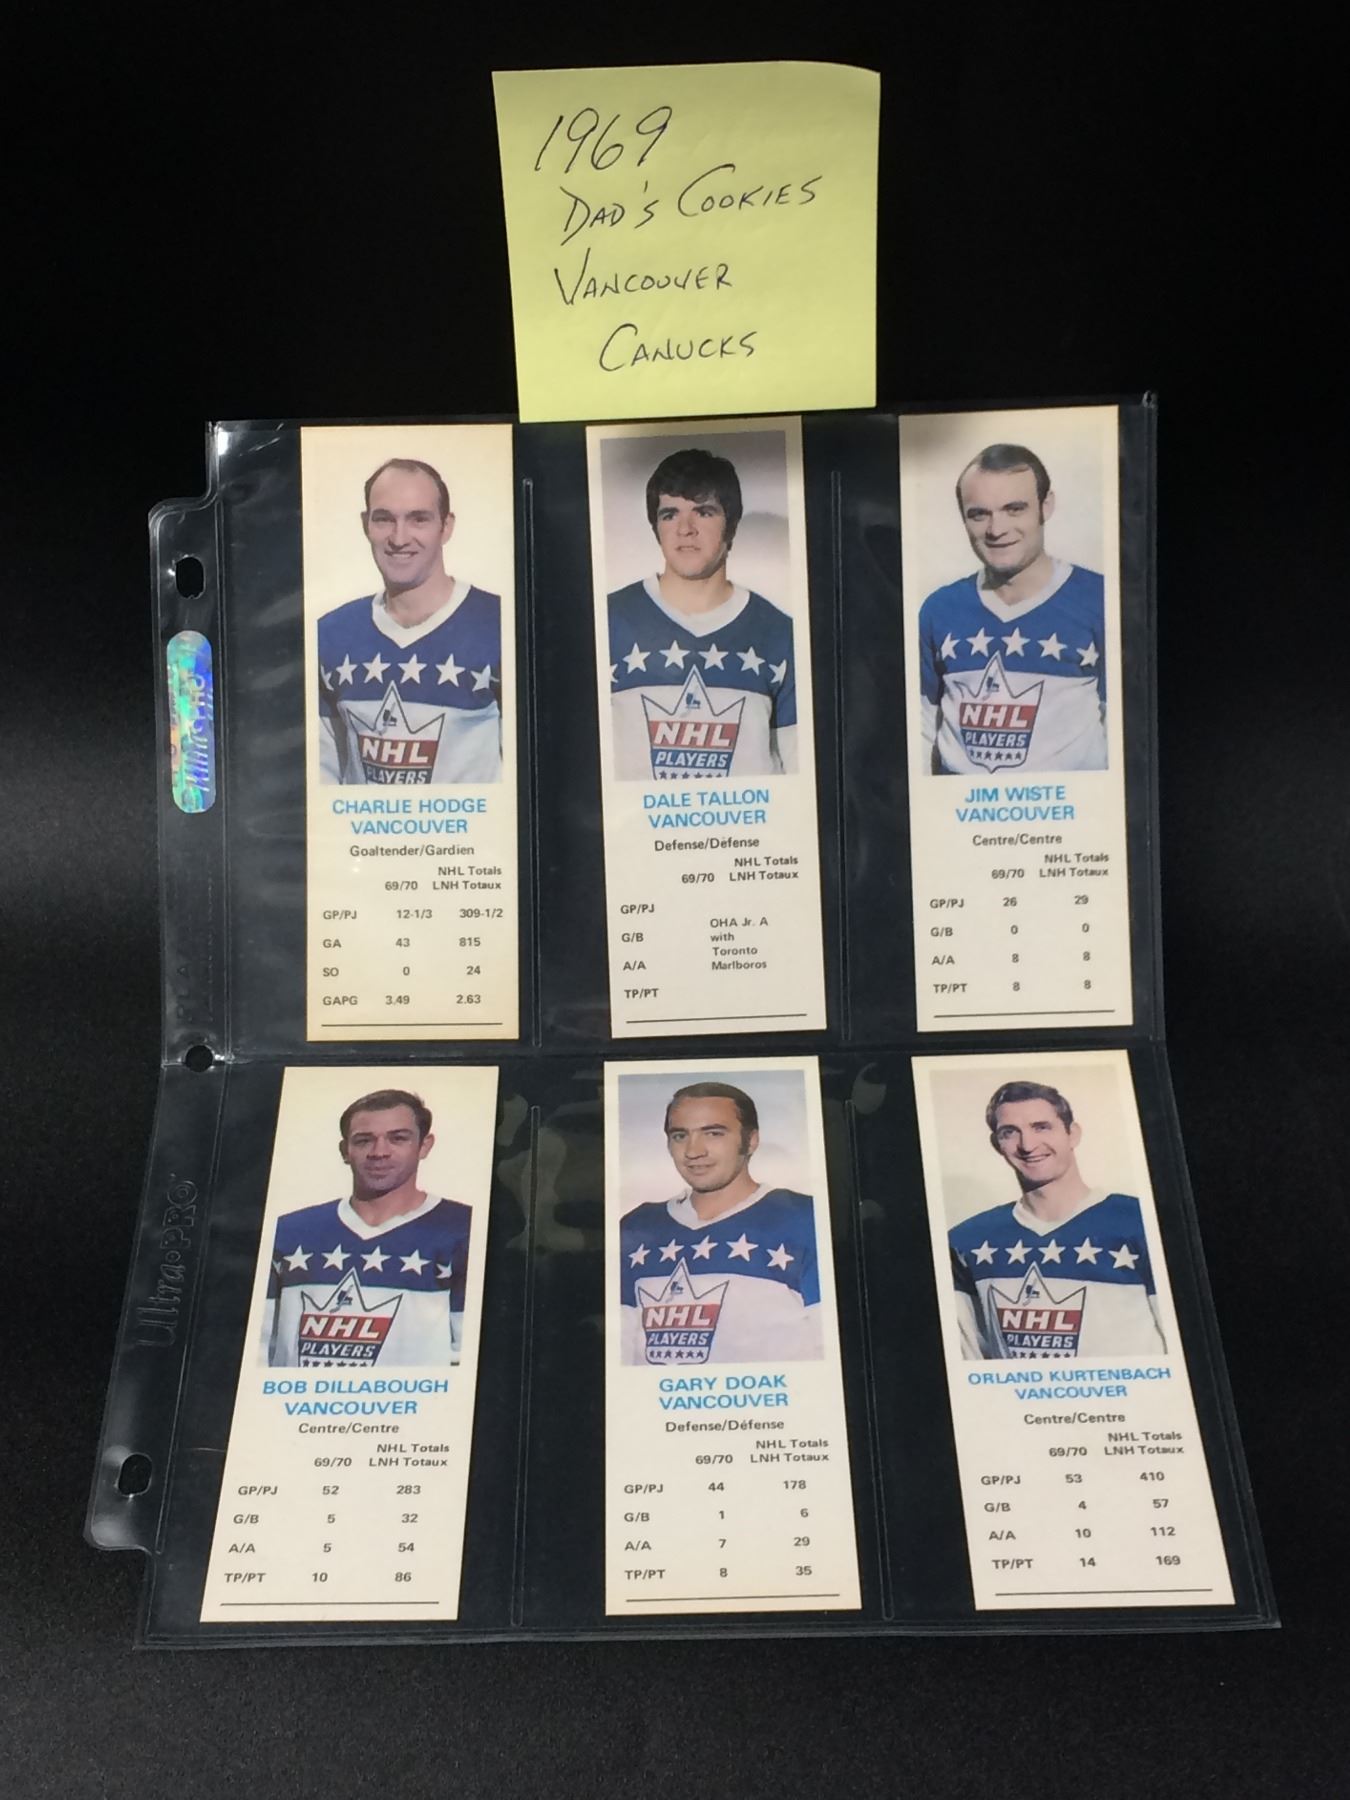 1969
DAD'S COOKIES
VANCOUVER
CANUCKS
NHL
PLAYERS
CHARLIE HODGE
VANCOUVER
Goaltender/Gardien
NHL Totals
69/70 LNH Totaux
GP/PJ 12-1/3 309-1/2
GA 43 815
SO 0 24
GAPG 3.49 2.63
NHL
PLAYERS
DALE TALLON
VANCOUVER
Defense/Défense
NHL Totals
69/70 LNH Totaux
GP/PJ
OHA Jr. A
G/B with
Toronto
A/A Marlboros
TP/PT
NHL
PLAYERS
JIM WISTE
VANCOUVER
Centre/Centre
NHL Totals
69/70 LNH Totaux
GP/PJ 26 29
G/B 0 0
A/A 8 8
TP/PT 8 8
NHL
PLAYERS
BOB DILLABOUGH
VANCOUVER
Centre/Centre
NHL Totals
69/70 LNH Totaux
GP/PJ 52 283
G/B 5 32
A/A 5 54
TP/PT 10 86
NHL
PLAYERS
GARY DOAK
VANCOUVER
Defense/Défense
NHL Totals
69/70 LNH Totaux
GP/PJ 44 178
G/B 1 6
A/A 7 29
TP/PT 8 35
NHL
PLAYERS
ORLAND KURTENBACH
VANCOUVER
Centre/Centre
NHL Totals
69/70 LNH Totaux
GP/PJ 53 410
G/B 4 57
A/A 10 112
TP/PT 14 169
Ultra•PRO